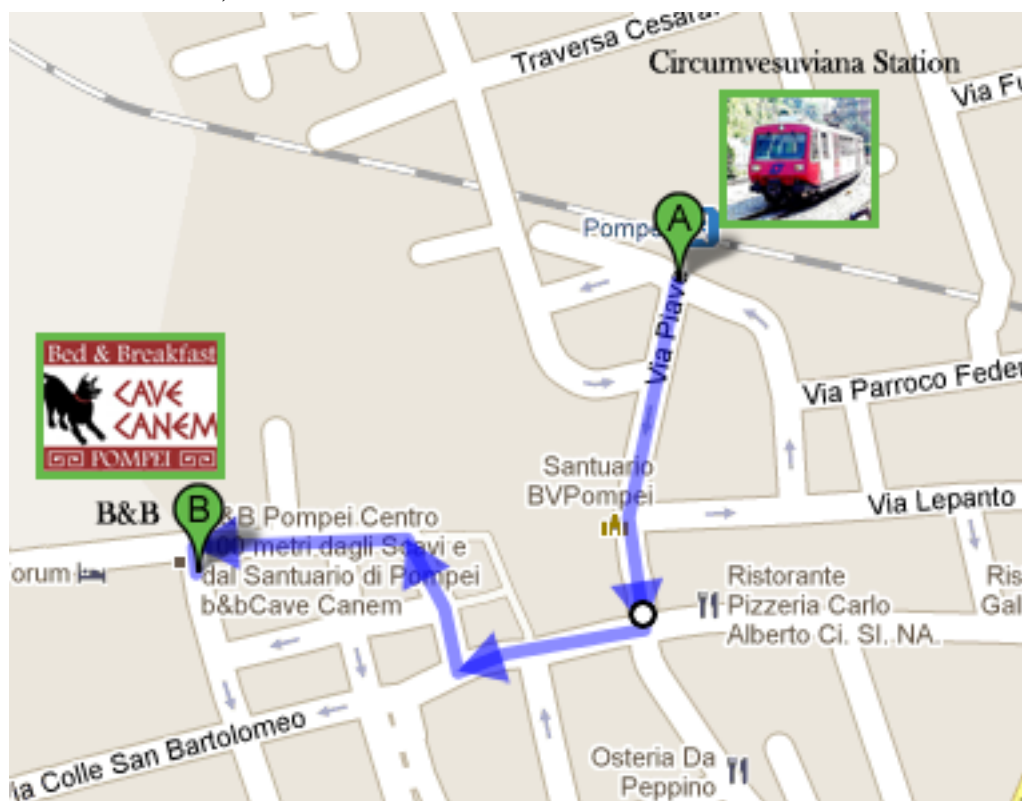 Traversa Cesara
Circumvesuviana Station
Via Fu
A
Pompe
Via Piave
Bed & Breakfast
CAVE
CANEM
POMPEI
Via Parroco Feder
Santuario
BVPompei
Via Lepanto
B&B
B
&B Pompei Centro
100 metri dagli Scavi e
dal Santuario di Pompei
b&bCave Canem
orum
Ristorante
Pizzeria Carlo
Alberto Ci. SI. NA.
Ris
Gal
ia Colle San Bartolomeo
Osteria Da
Peppino